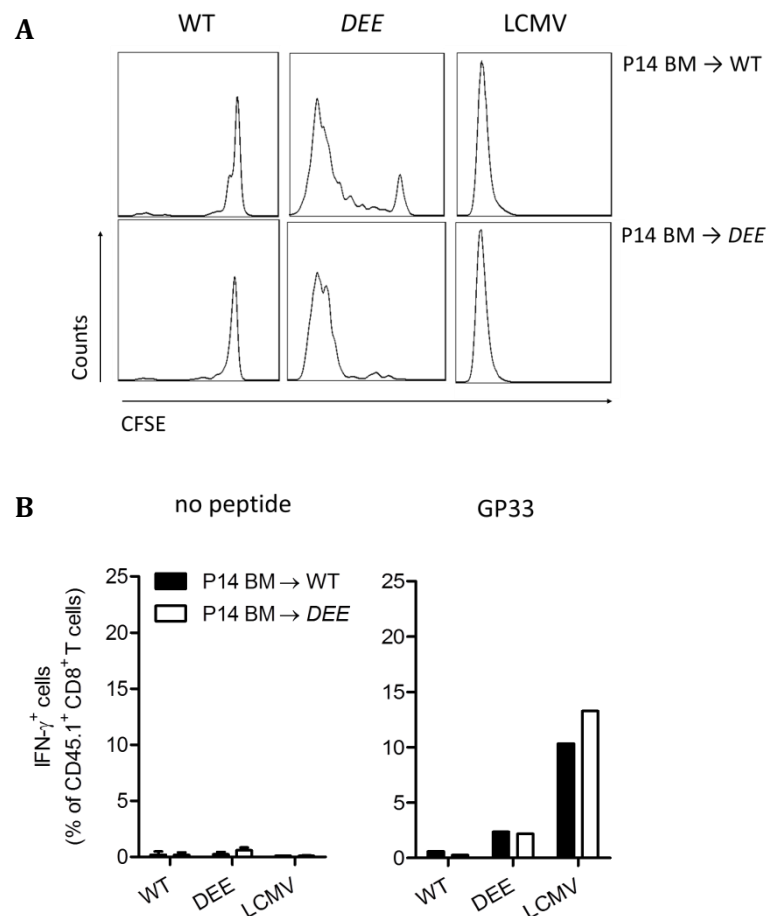 A
WT DEE LCMV
P14 BM → WT
P14 BM → DEE
Counts
CFSE
B
no peptide GP33
IFN-γ+ cells
(% of CD45.1+ CD8+ T cells)
25
20
15
10
5
0
P14 BM → WT
P14 BM → DEE
WT DEE LCMV
25
20
15
10
5
0
WT DEE LCMV